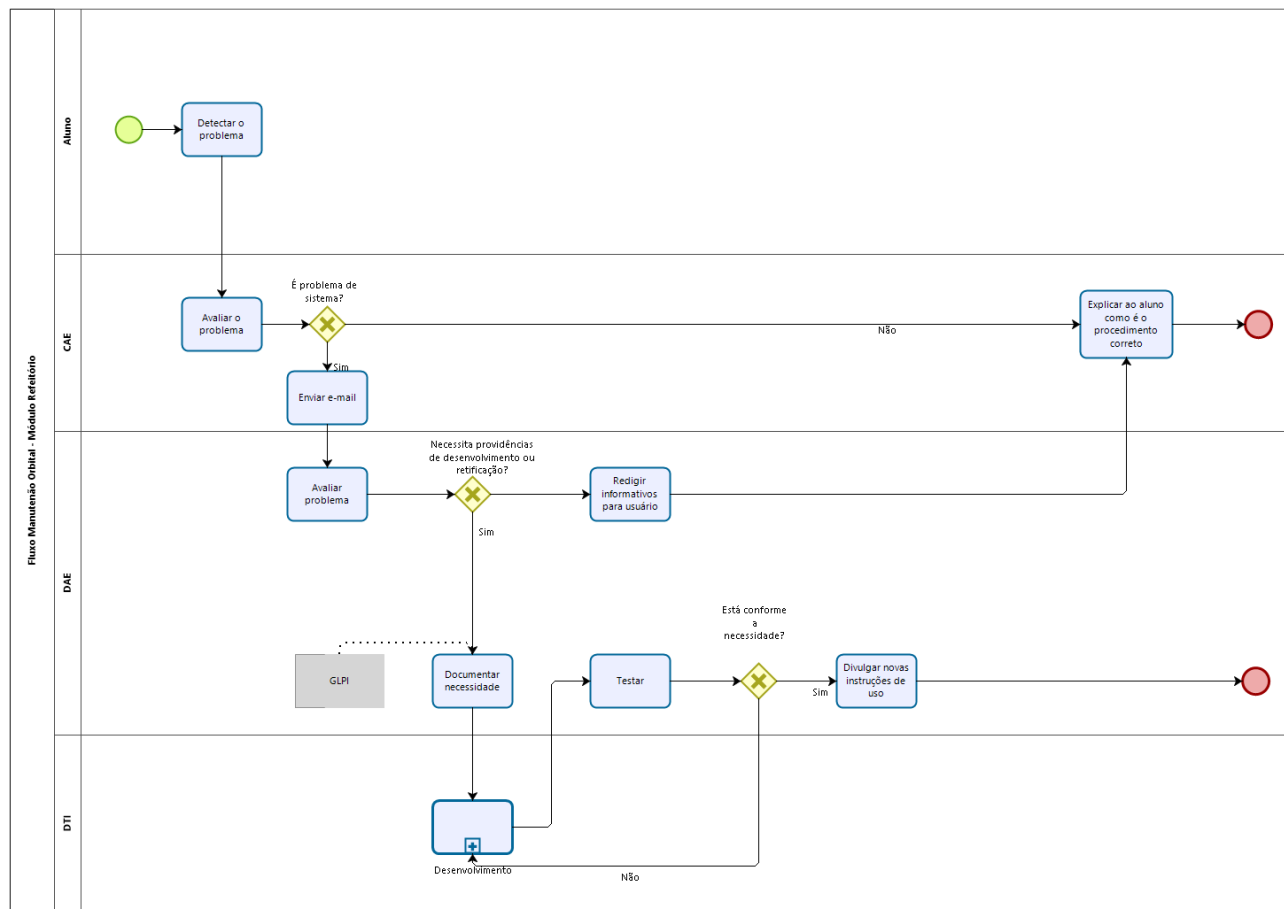 Fluxo Manutenão Orbital - Módulo Refeitório
Aluno
Detectar o
problema
CAE
Avaliar o
problema
É problema de
sistema?
Sim
Não
Enviar e-mail
Explicar ao aluno
como é o
procedimento
correto
DAE
Avaliar
problema
Necessita providências
de desenvolvimento ou
retificação?
Sim
Redigir
informativos
para usuário
GLPI
Documentar
necessidade
Testar
Está conforme
a
necessidade?
Sim
Divulgar novas
instruções de
uso
DTI
Desenvolvimento
Não